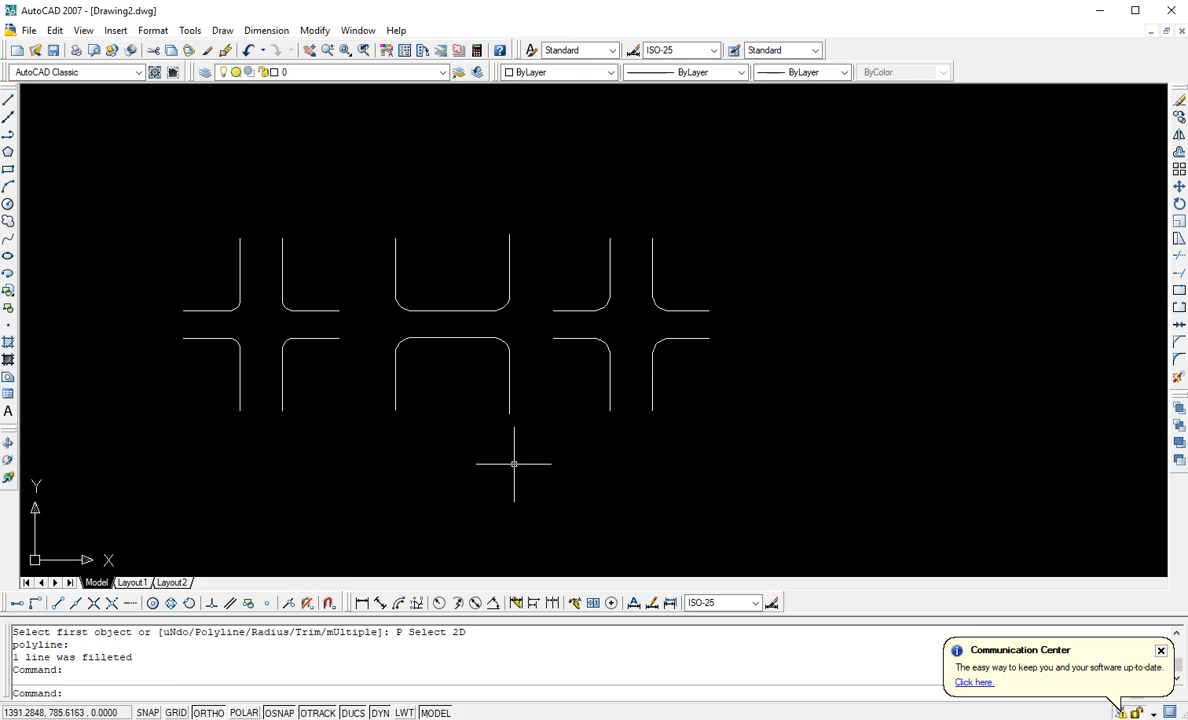 AutoCAD 2007 - [Drawing2.dwg]
File Edit View Insert Format Tools Draw Dimension Modify Window Help
Standard ISO-25 Standard
AutoCAD Classic 0 ByLayer ByLayer ByLayer ByColor
A
Y
X
Model Layout1 Layout2
ISO-25
Select first object or [uNdo/Polyline/Radius/Trim/mUltiple]: P Select 2D
polyline:
1 line was filleted
Command:
Command:
Communication Center
The easy way to keep you and your software up-to-date.
Click here.
1391.2848, 785.6163, 0.0000 SNAP GRID ORTHO POLAR OSNAP OTRACK DUCS DYN LWT MODEL